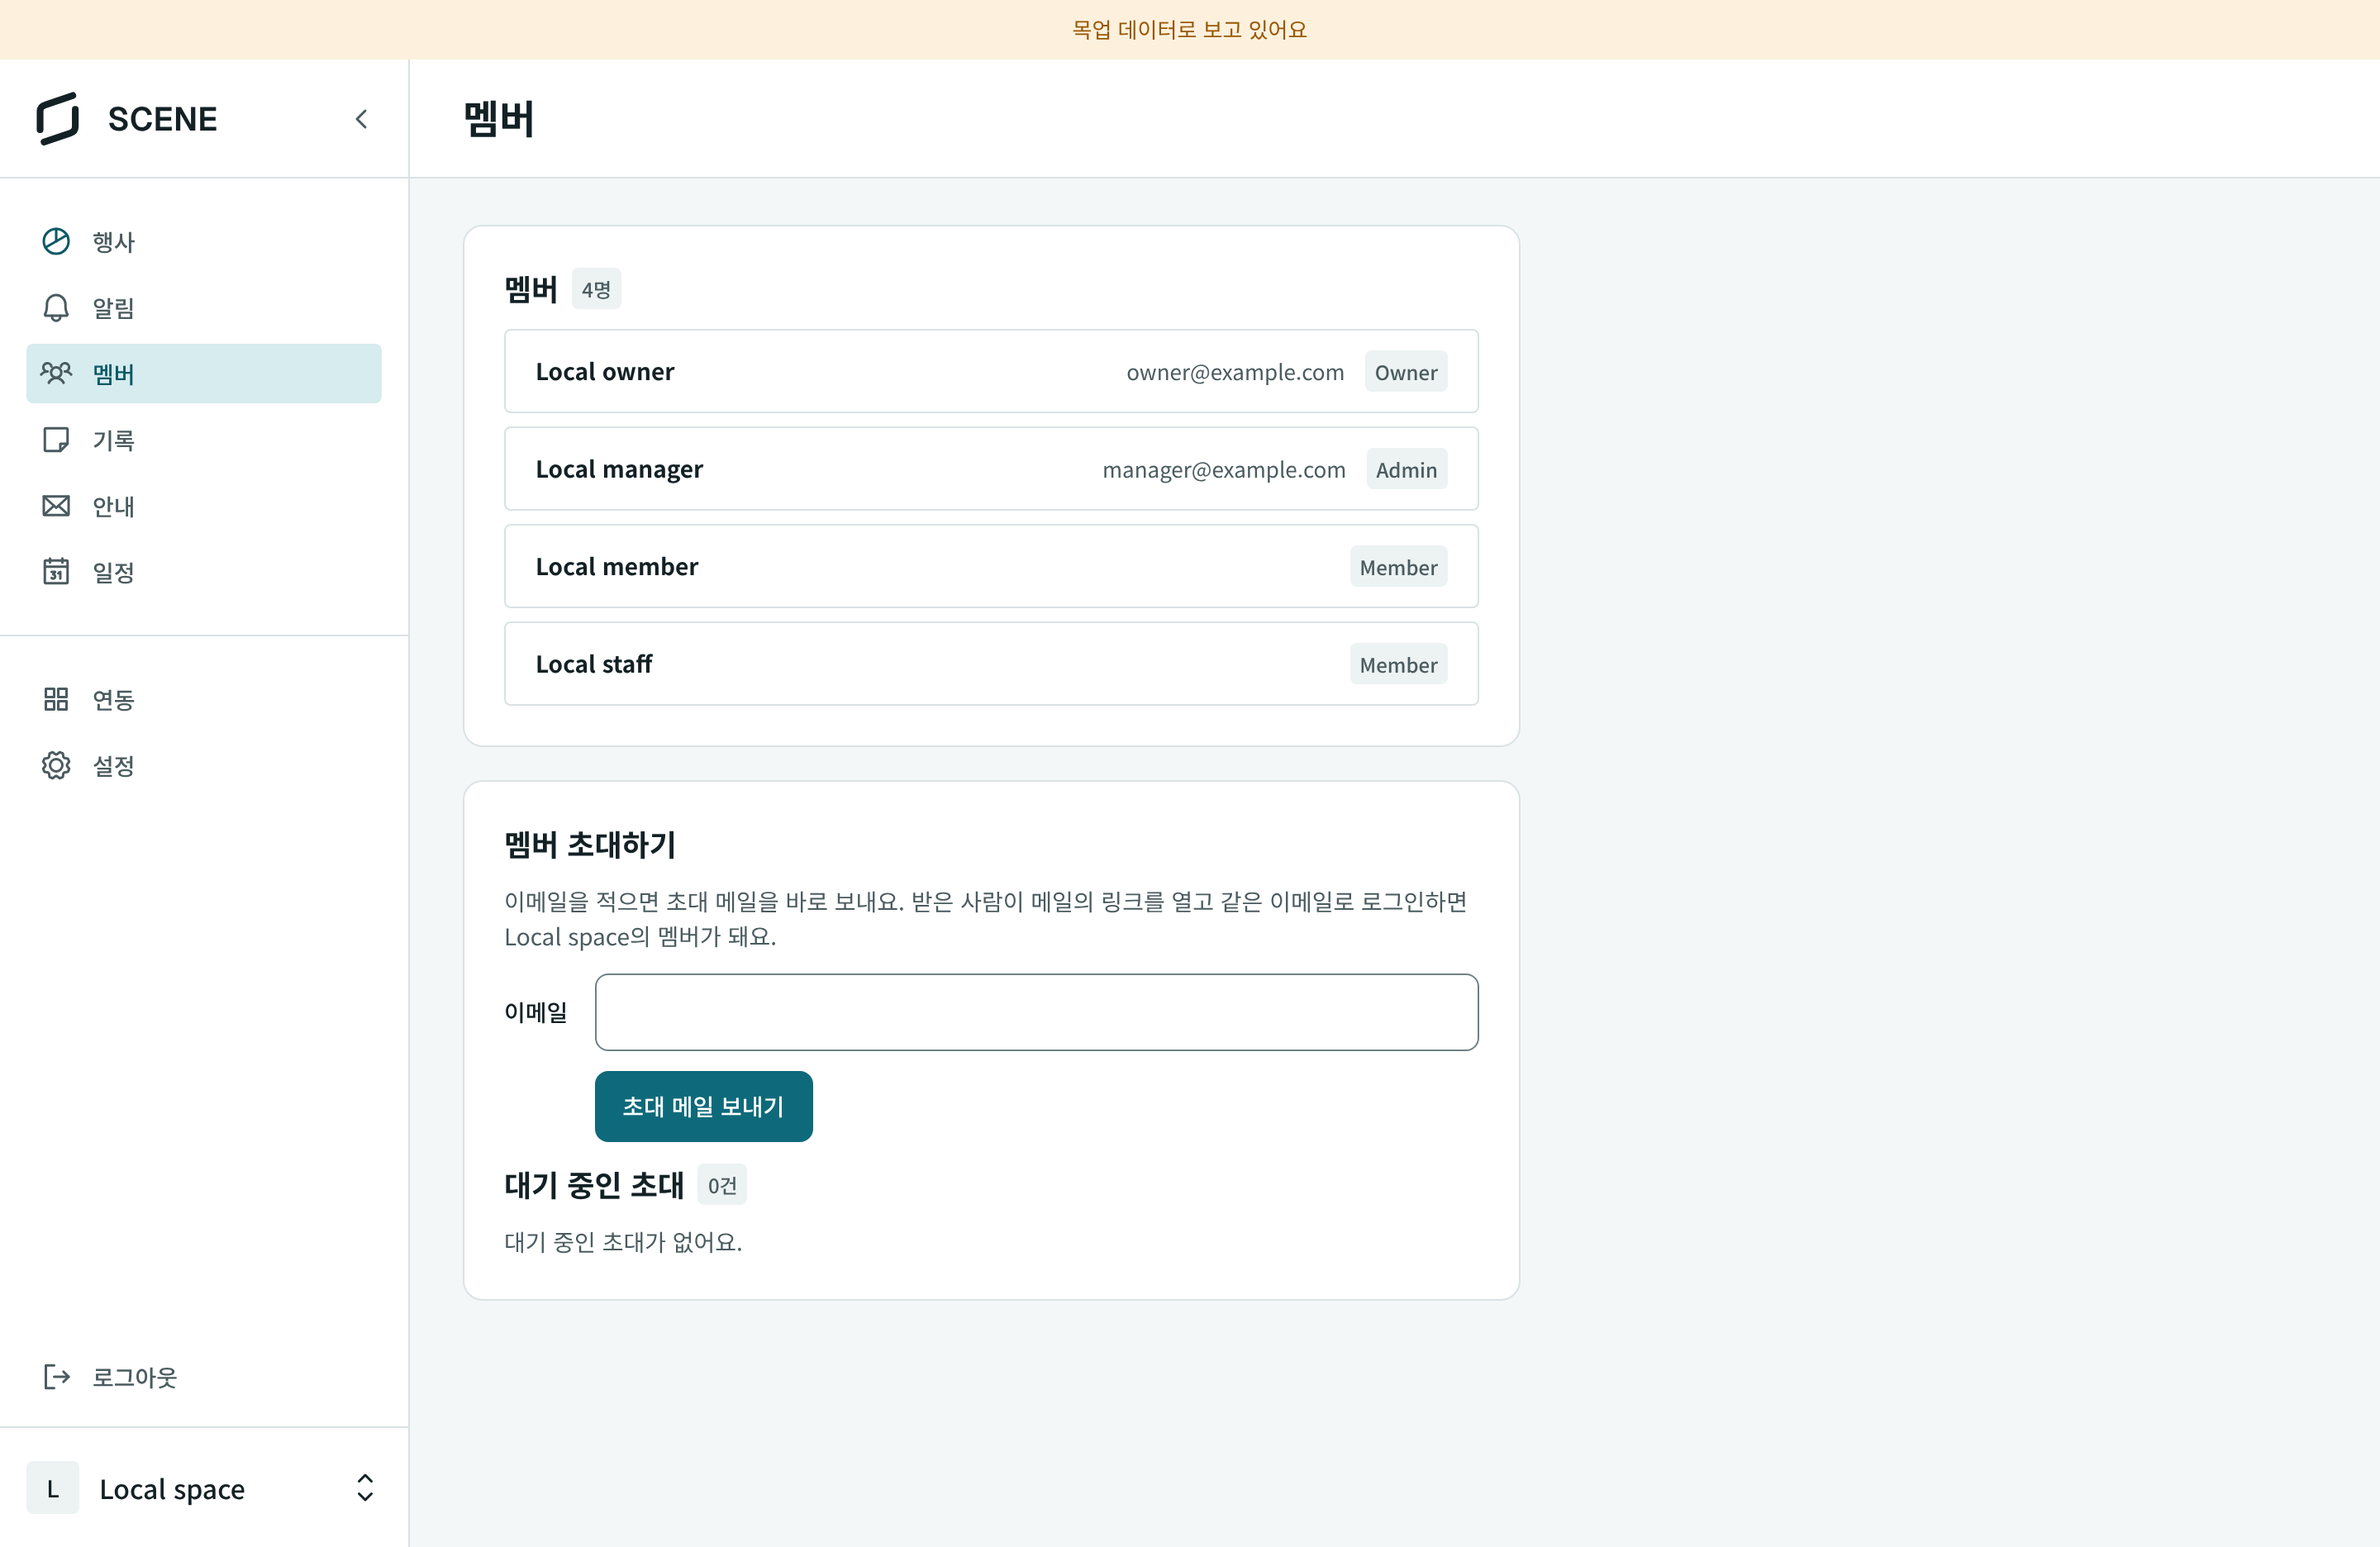 목업 데이터로 보고 있어요
SCENE
멤버
행사
알림
멤버
기록
안내
31
일정
연동
설정
로그아웃
L Local space
멤버 4명
Local owner owner@example.com Owner
Local manager manager@example.com Admin
Local member Member
Local staff Member
멤버 초대하기
이메일을 적으면 초대 메일을 바로 보내요. 받은 사람이 메일의 링크를 열고 같은 이메일로 로그인하면
Local space의 멤버가 돼요.
이메일
초대 메일 보내기
대기 중인 초대 0건
대기 중인 초대가 없어요.